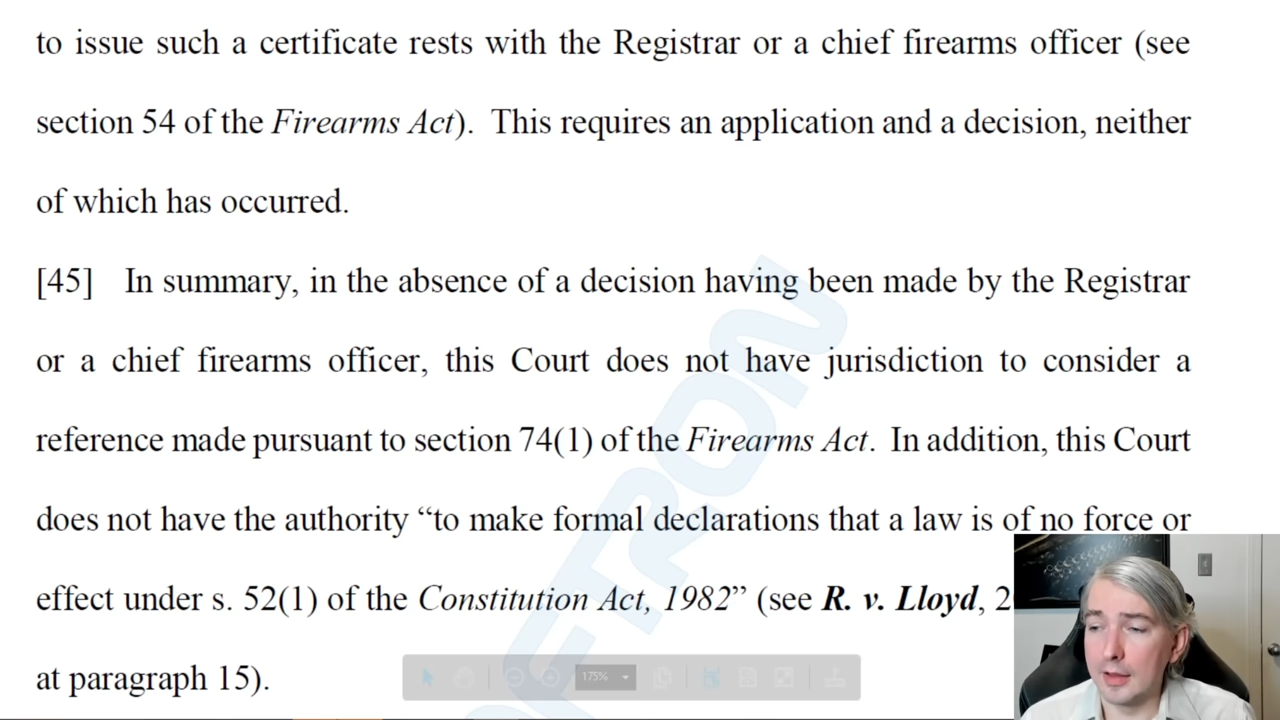 to issue such a certificate rests with the Registrar or a chief firearms officer (see
section 54 of the Firearms Act). This requires an application and a decision, neither
of which has occurred.
[45] In summary, in the absence of a decision having been made by the Registrar
or a chief firearms officer, this Court does not have jurisdiction to consider a
reference made pursuant to section 74(1) of the Firearms Act. In addition, this Court
does not have the authority “to make formal declarations that a law is of no force or
effect under s. 52(1) of the Constitution Act, 1982” (see R. v. Lloyd, 2
at paragraph 15).
175%